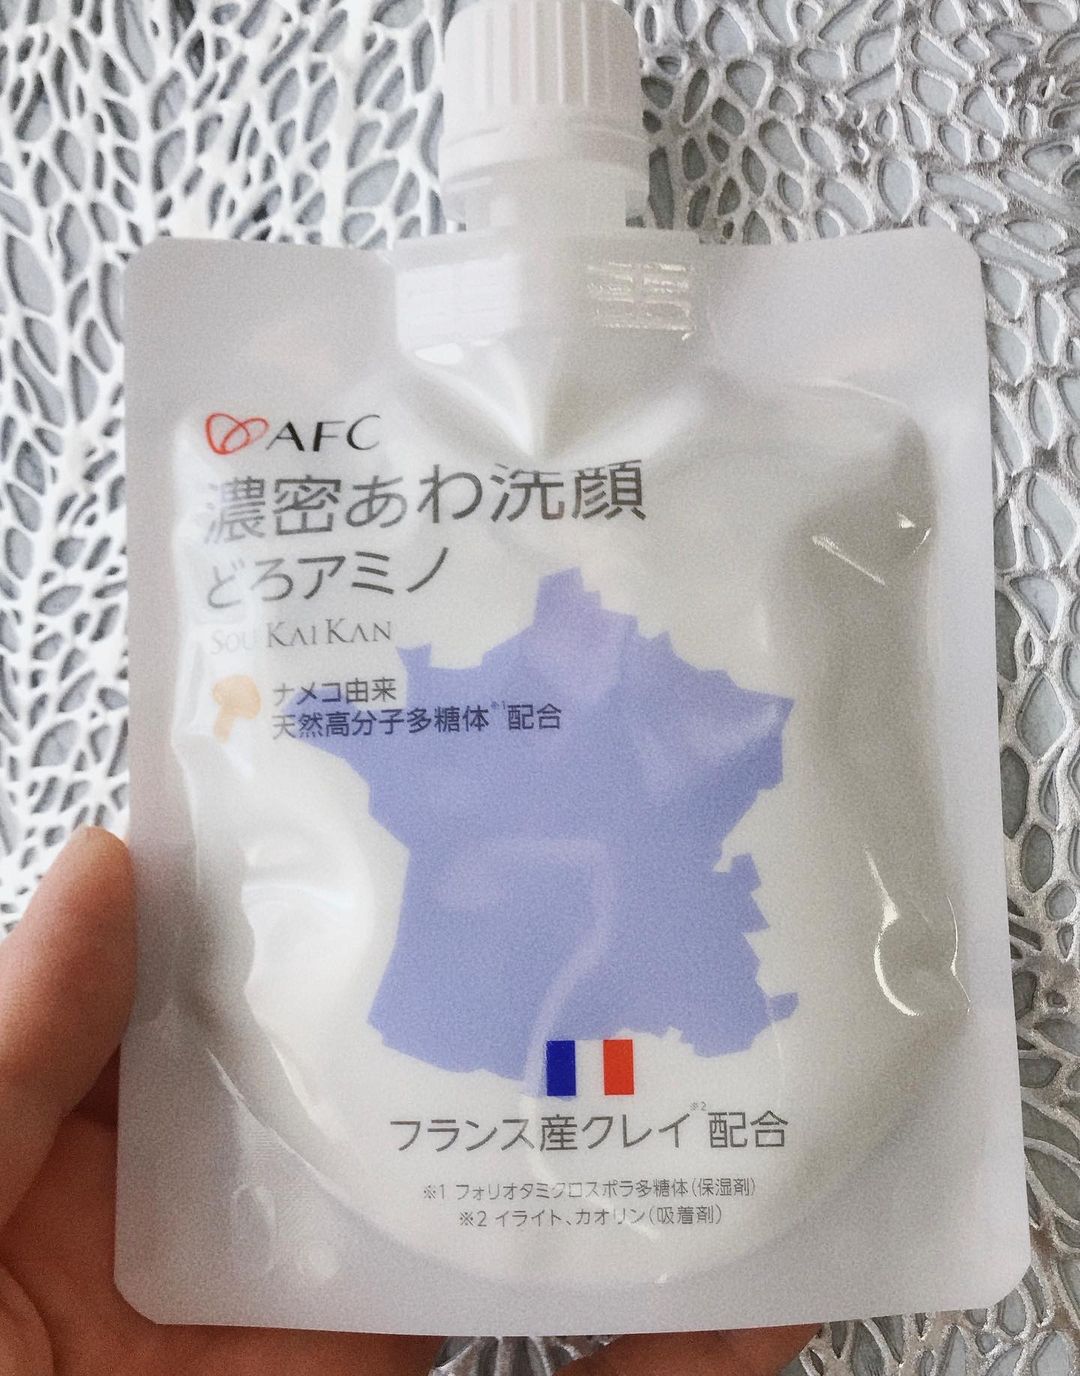 AFC
濃密あわ洗顔
どろアミノ
SOU KAI KAN
ナメコ由来
天然高分子多糖体※1配合
フランス産クレイ※2配合
※1 フォリオタミクロスポラ多糖体(保湿剤)
※2 イライト、カオリン(吸着剤)